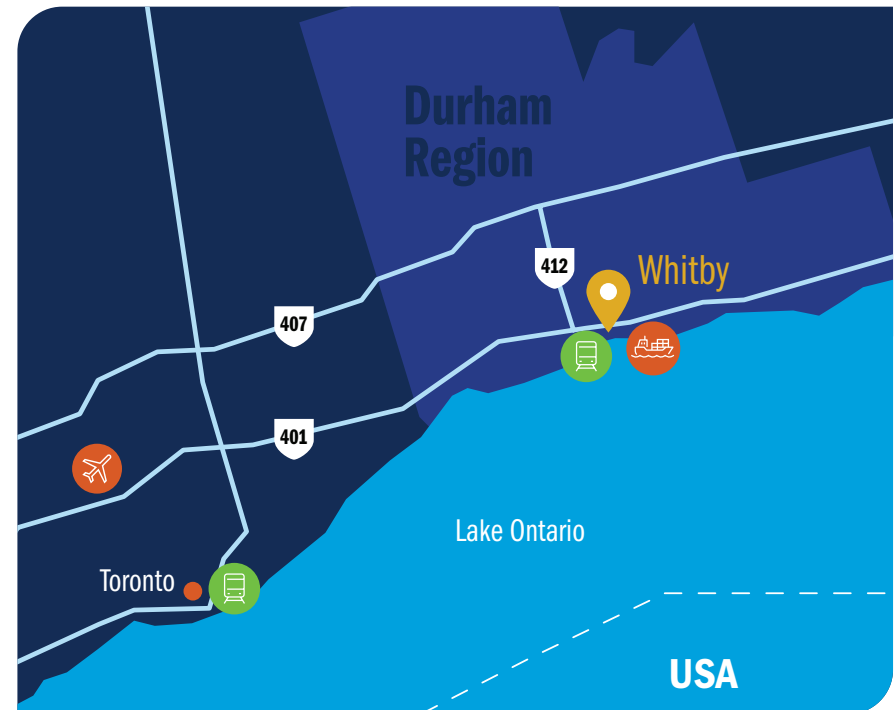 Durham
Region
412
Whitby
407
401
Lake Ontario
Toronto
USA